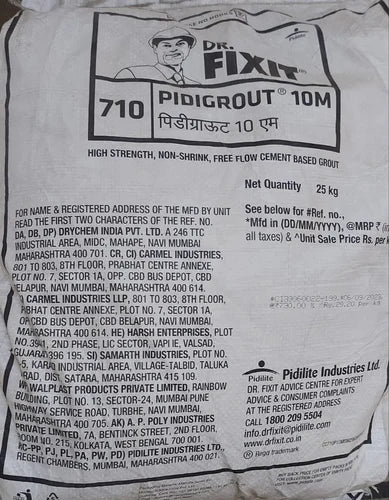 Pidilite
DR.
FIXIT
710
PIDIGROUT® 10M
पिडीग्राऊट 10 एम
HIGH STRENGTH, NON-SHRINK, FREE FLOW CEMENT BASED GROUT
Net Quantity 25 kg
FOR NAME & REGISTERED ADDRESS OF THE MFD BY UNIT
READ THE FIRST TWO CHARACTERS OF THE REF. NO.
DA, DB, DP) DRYCHEM INDIA PVT. LTD. A 246 TTC
INDUSTRIAL AREA, MIDC, MAHAPE, NAVI MUMBAI
MAHARASHTRA 400 701. CR, CI) CARMEL INDUSTRIES,
801 TO 803, 8TH FLOOR, PRABHAT CENTRE ANNEXE,
PLOT NO. 7, SECTOR 1A, OPP. CBD BUS DEPOT, CBD
BELAPUR, NAVI MUMBAI, MAHARASHTRA 400 614.
CARMEL INDUSTRIES LLP, 801 TO 803, 8TH FLOOR,
PRABHAT CENTRE ANNEX, PLOT NO. 7, SECTOR 1A,
CBD BUS DEPOT, CBD BELAPUR, NAVI MUMBAI,
MAHARASHTRA 400 614. HE) HARSH ENTERPRISES, PLOT
2ND PHASE, LIC SECTOR, VAPI IE, VALSAD,
GUJARAT 396 195. SI) SAMARTH INDUSTRIES, PLOT NO.
INDUSTRIAL AREA, VILLAGE-TALBID, TALUKA
DIST. SATARA, MAHARASHTRA 415 109.
WALPLAST PRODUCTS PRIVATE LIMITED, RAINBOW
BUILDING, PLOT NO. 13, SECTOR-24, MUMBAI PUNE
HIGHWAY SERVICE ROAD, TURBHE, NAVI MUMBAI,
MAHARASHTRA 400 705. AK) A. P. POLY INDUSTRIES
PRIVATE LIMITED, 7A, BENTINCK STREET, 2ND FLOOR,
ROOM NO. 215, KOLKATA, WEST BENGAL 700 001.
PP, PJ, PL, PA, PW, PD) PIDILITE INDUSTRIES LTD.,
REGENT CHAMBERS, MUMBAI, MAHARASHTRA 400 021.
See below for #Ref. no.,
*Mfd in (DD/MM/YYYY), @MRP ₹
all taxes) & ^Unit Sale Price Rs. per
Pidilite
Pidilite Industries Ltd.
DR. FIXIT ADVICE CENTRE FOR EXPERT
ADVICE & CONSUMER COMPLAINTS
AT THE REGISTERED ADDRESS
CALL 1800 209 5504
info.drfixit@pidilite.com
www.drfixit.co.in
® Regd trademark